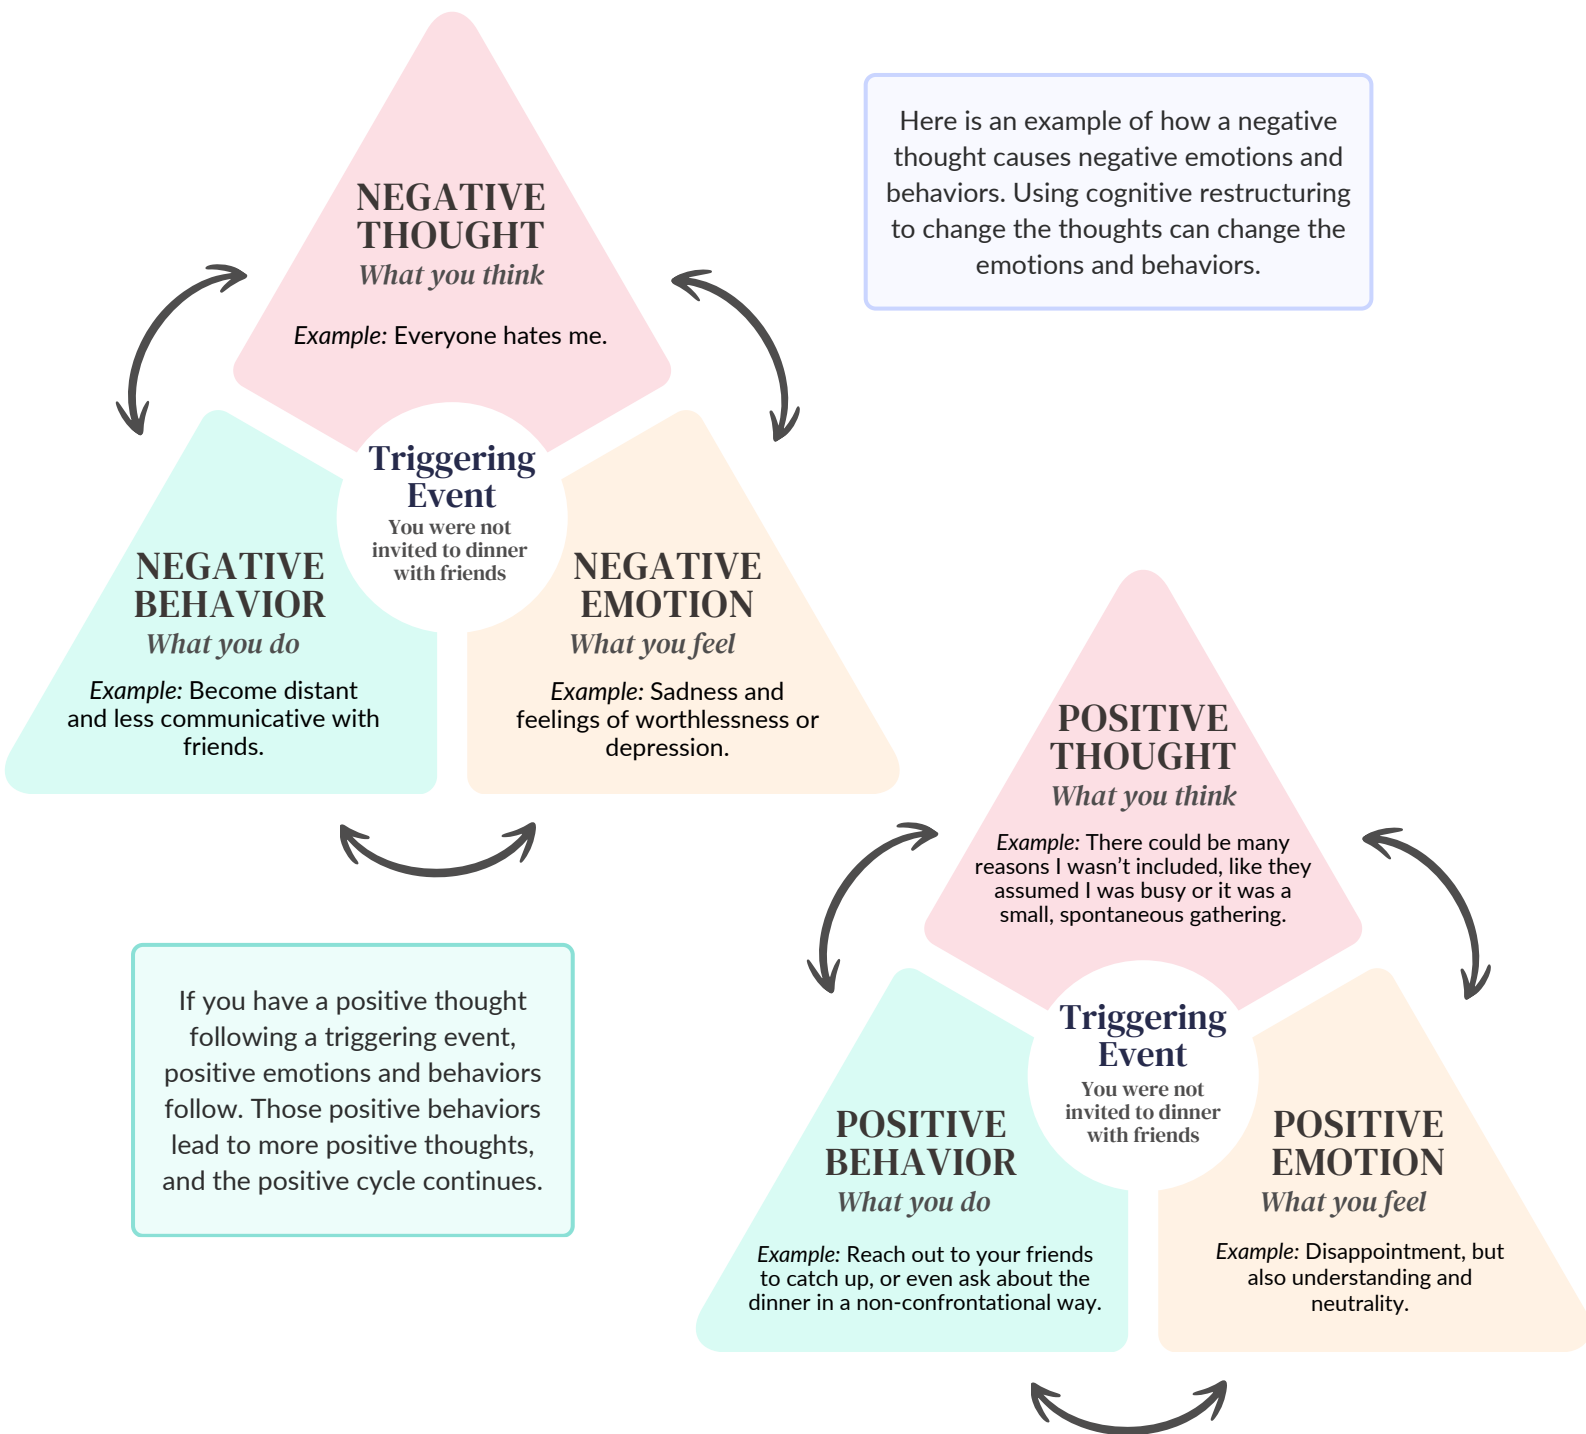 NEGATIVE
THOUGHT
What you think
Example: Everyone hates me.
Here is an example of how a negative
thought causes negative emotions and
behaviors. Using cognitive restructuring
to change the thoughts can change the
emotions and behaviors.
Triggering
Event
You were not
invited to dinner
with friends
NEGATIVE
BEHAVIOR
What you do
Example: Become distant
and less communicative with
friends.
NEGATIVE
EMOTION
What you feel
Example: Sadness and
feelings of worthlessness or
depression.
If you have a positive thought
following a triggering event,
positive emotions and behaviors
follow. Those positive behaviors
lead to more positive thoughts,
and the positive cycle continues.
POSITIVE
THOUGHT
What you think
Example: There could be many
reasons I wasn’t included, like they
assumed I was busy or it was a
small, spontaneous gathering.
Triggering
Event
You were not
invited to dinner
with friends
POSITIVE
BEHAVIOR
What you do
Example: Reach out to your friends
to catch up, or even ask about the
dinner in a non-confrontational way.
POSITIVE
EMOTION
What you feel
Example: Disappointment, but
also understanding and
neutrality.